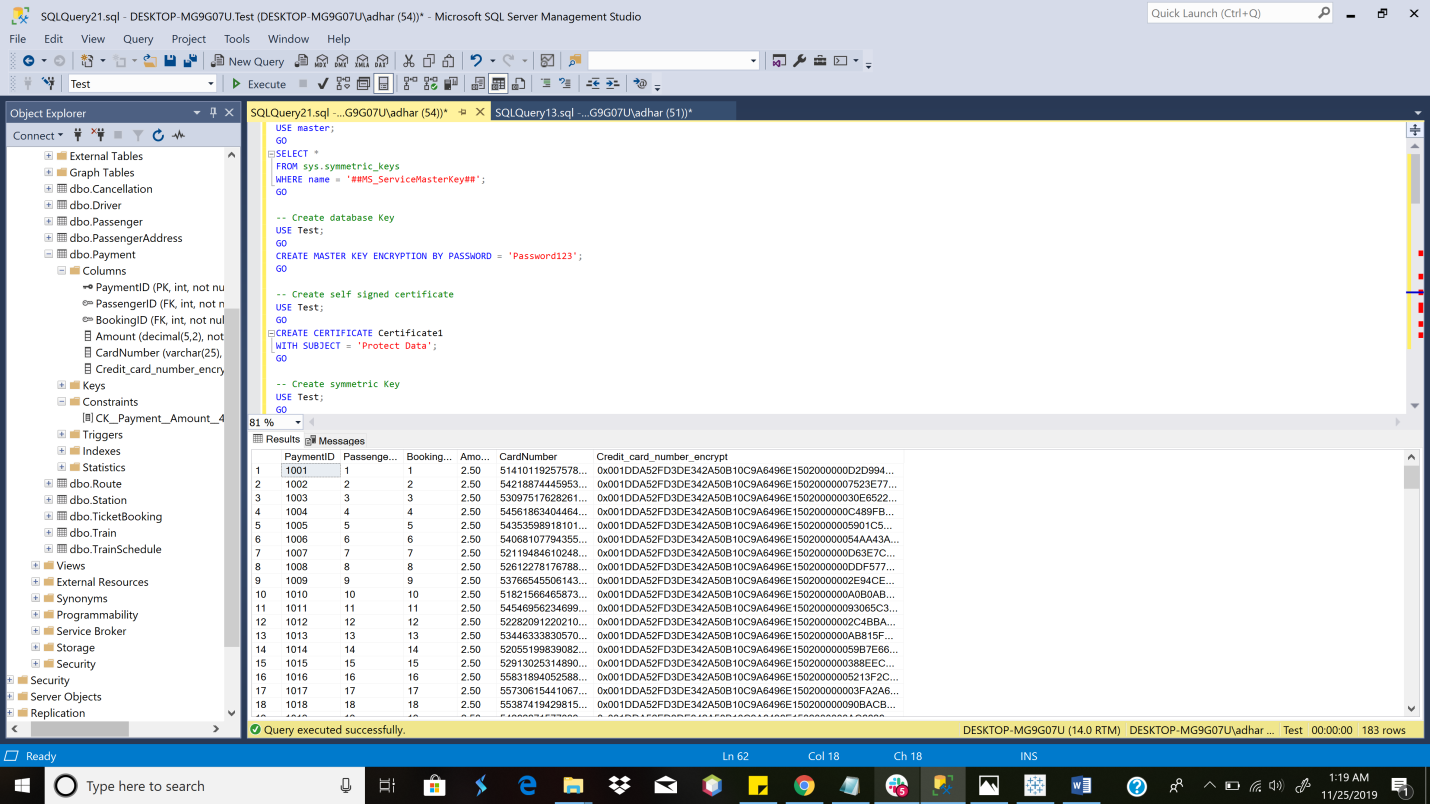 SQLQuery21.sql - DESKTOP-MG9G07U.Test (DESKTOP-MG9G07U\adhar (54))* - Microsoft SQL Server Management Studio
Quick Launch (Ctrl+Q)
File Edit View Query Project Tools Window Help
New Query
MDX DMX XMLA DAX
Test
Execute
Object Explorer
Connect
External Tables
Graph Tables
dbo.Cancellation
dbo.Driver
dbo.Passenger
dbo.PassengerAddress
dbo.Payment
Columns
PaymentID (PK, int, not nu
PassengerID (FK, int, not n
BookingID (FK, int, not nul
Amount (decimal(5,2), not
CardNumber (varchar(25),
Credit_card_number_encry
Keys
Constraints
CK__Payment__Amount__4
Triggers
Indexes
Statistics
dbo.Route
dbo.Station
dbo.TicketBooking
dbo.Train
dbo.TrainSchedule
Views
External Resources
Synonyms
Programmability
Service Broker
Storage
Security
Security
Server Objects
Replication
SQLQuery21.sql -...G9G07U\adhar (54))*
SQLQuery13.sql -...G9G07U\adhar (51))*
USE master;
GO
SELECT *
FROM sys.symmetric_keys
WHERE name = '##MS_ServiceMasterKey##';
GO
-- Create database Key
USE Test;
GO
CREATE MASTER KEY ENCRYPTION BY PASSWORD = 'Password123';
GO
-- Create self signed certificate
USE Test;
GO
CREATE CERTIFICATE Certificate1
WITH SUBJECT = 'Protect Data';
GO
-- Create symmetric Key
USE Test;
GO
81 %
Results Messages
PaymentID Passenge... Booking... Amo... CardNumber Credit_card_number_encrypt
1 1001 1 1 2.50 51410119257578... 0x001DDA52FD3DE342A50B10C9A6496E1502000000D2D994...
2 1002 2 2 2.50 54218874445953... 0x001DDA52FD3DE342A50B10C9A6496E15020000007523E77...
3 1003 3 3 2.50 53097517628261... 0x001DDA52FD3DE342A50B10C9A6496E150200000030E6522...
4 1004 4 4 2.50 54561863404464... 0x001DDA52FD3DE342A50B10C9A6496E1502000000C489FB...
5 1005 5 5 2.50 54353598918101... 0x001DDA52FD3DE342A50B10C9A6496E15020000005901C5...
6 1006 6 6 2.50 54068107794355... 0x001DDA52FD3DE342A50B10C9A6496E150200000054AA43A...
7 1007 7 7 2.50 52119484610248... 0x001DDA52FD3DE342A50B10C9A6496E1502000000D63E7C...
8 1008 8 8 2.50 52612278176788... 0x001DDA52FD3DE342A50B10C9A6496E1502000000DDF577...
9 1009 9 9 2.50 53766545506143... 0x001DDA52FD3DE342A50B10C9A6496E15020000002E94CE...
10 1010 10 10 2.50 51821566465873... 0x001DDA52FD3DE342A50B10C9A6496E1502000000A0B0AB...
11 1011 11 11 2.50 54546956234699... 0x001DDA52FD3DE342A50B10C9A6496E150200000093065C3...
12 1012 12 12 2.50 52282091220210... 0x001DDA52FD3DE342A50B10C9A6496E15020000002C4BBA...
13 1013 13 13 2.50 53446333830570... 0x001DDA52FD3DE342A50B10C9A6496E1502000000AB815F...
14 1014 14 14 2.50 52055199839082... 0x001DDA52FD3DE342A50B10C9A6496E150200000059B7E66...
15 1015 15 15 2.50 52913025314890... 0x001DDA52FD3DE342A50B10C9A6496E1502000000388EEC...
16 1016 16 16 2.50 55831894052588... 0x001DDA52FD3DE342A50B10C9A6496E15020000005213F2C...
17 1017 17 17 2.50 55730615441067... 0x001DDA52FD3DE342A50B10C9A6496E150200000003FA2A6...
18 1018 18 18 2.50 55387419429815... 0x001DDA52FD3DE342A50B10C9A6496E1502000000090BACB...
Query executed successfully.
DESKTOP-MG9G07U (14.0 RTM) DESKTOP-MG9G07U\adhar ... Test 00:00:00 183 rows
Ready Ln 62 Col 18 Ch 18 INS
Type here to search
5
1:19 AM
11/25/2019
1